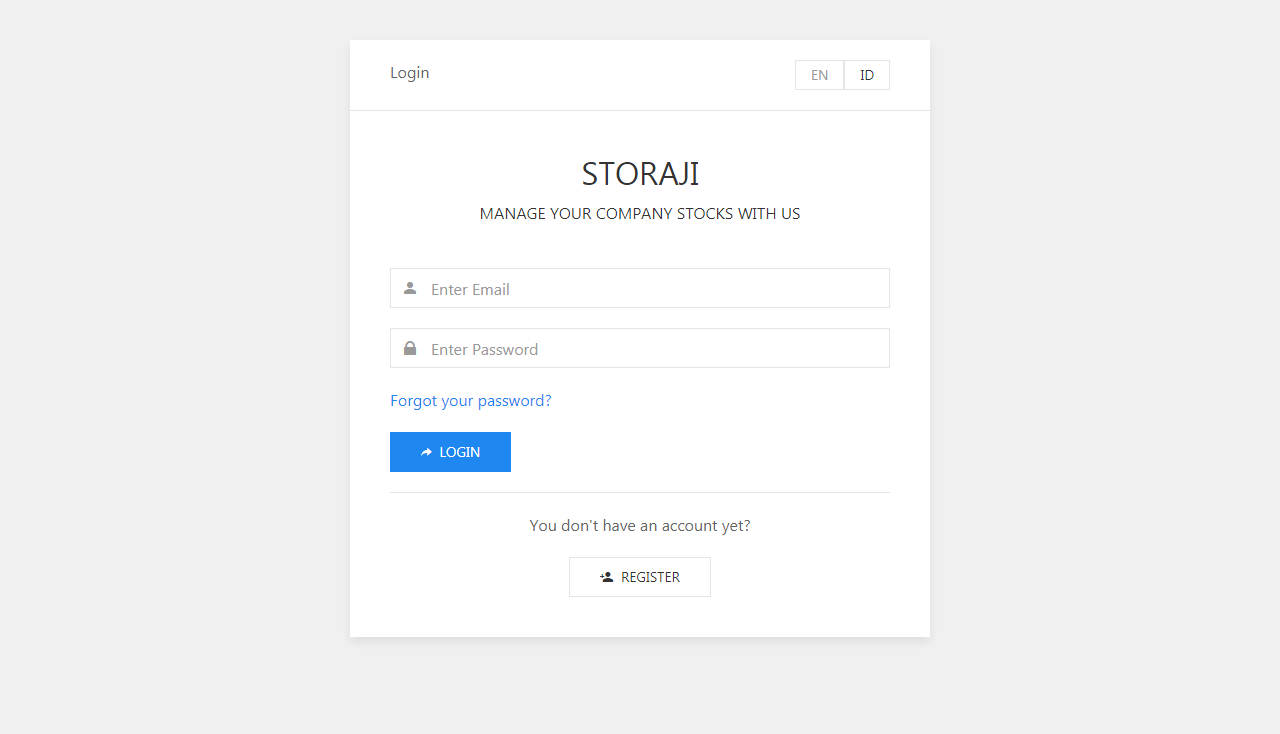 Login
EN ID
STORAJI
MANAGE YOUR COMPANY STOCKS WITH US
Enter Email
Enter Password
Forgot your password?
LOGIN
You don't have an account yet?
REGISTER